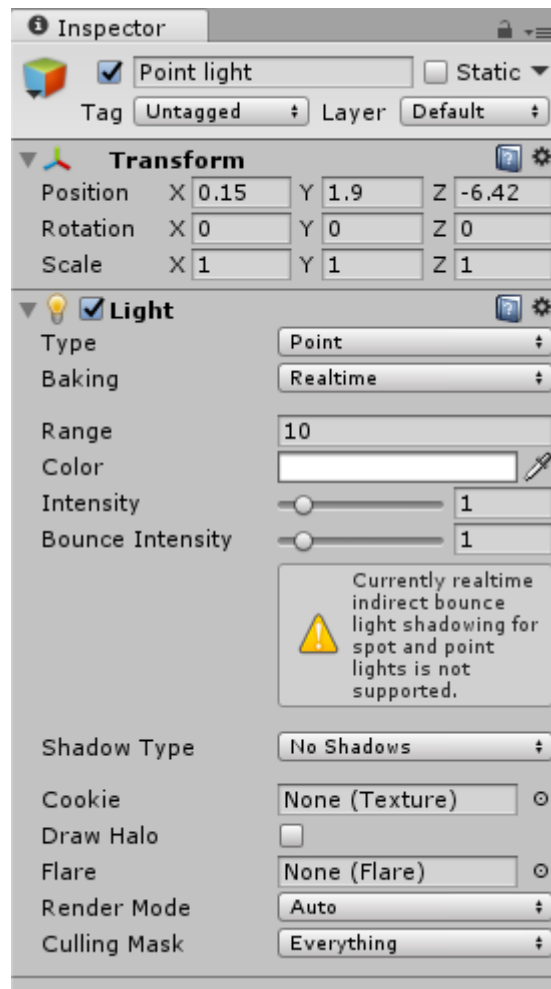 Inspector
Point light Static
Tag Untagged Layer Default
Transform
Position X 0.15 Y 1.9 Z -6.42
Rotation X 0 Y 0 Z 0
Scale X 1 Y 1 Z 1
Light
Type Point
Baking Realtime
Range 10
Color
Intensity 1
Bounce Intensity 1
Currently realtime
indirect bounce
light shadowing for
spot and point
lights is not
supported.
Shadow Type No Shadows
Cookie None (Texture)
Draw Halo
Flare None (Flare)
Render Mode Auto
Culling Mask Everything